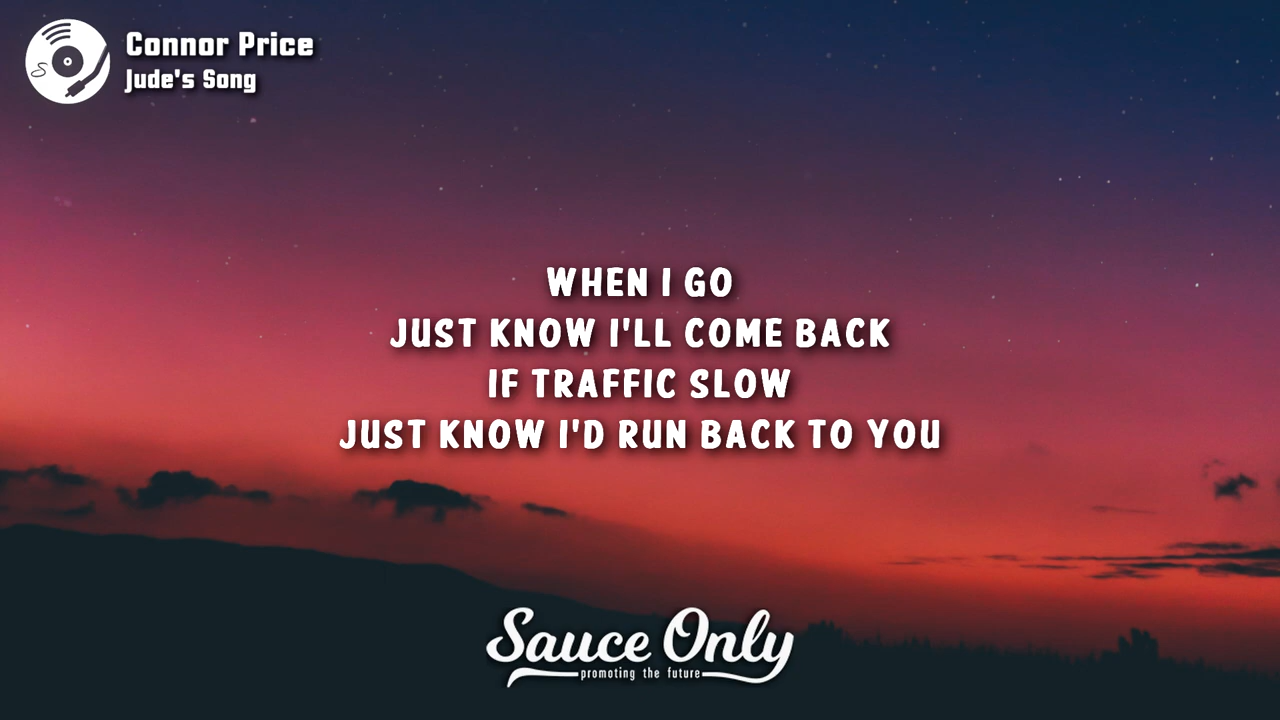 Connor Price
Jude's Song
WHEN I GO
JUST KNOW I'LL COME BACK
IF TRAFFIC SLOW
JUST KNOW I'D RUN BACK TO YOU
Sauce Only
promoting the future